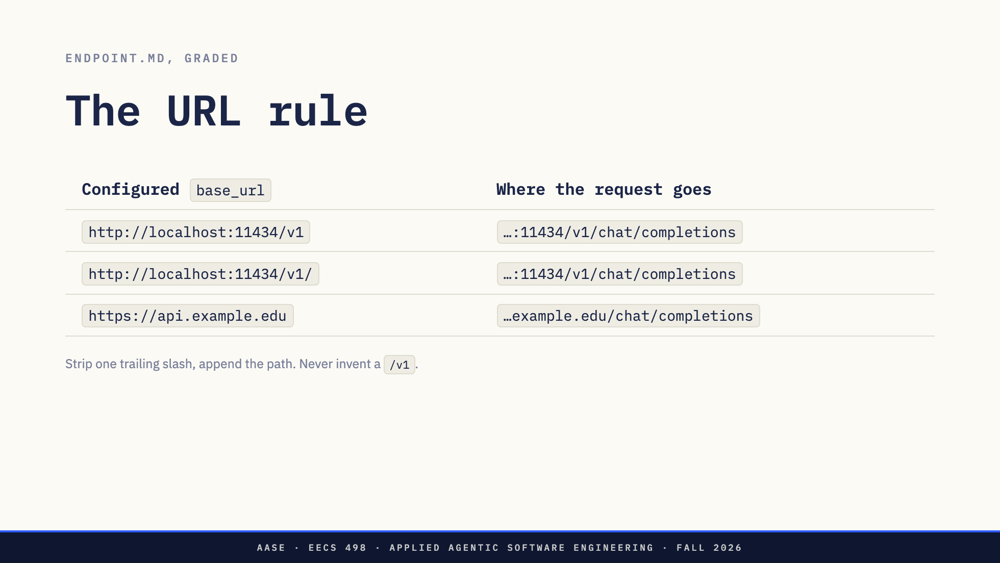 ENDPOINT.MD, GRADED
The URL rule
Configured base_url Where the request goes
http://localhost:11434/v1 …:11434/v1/chat/completions
http://localhost:11434/v1/ …:11434/v1/chat/completions
https://api.example.edu …example.edu/chat/completions
Strip one trailing slash, append the path. Never invent a /v1.
AASE · EECS 498 · APPLIED AGENTIC SOFTWARE ENGINEERING · FALL 2026